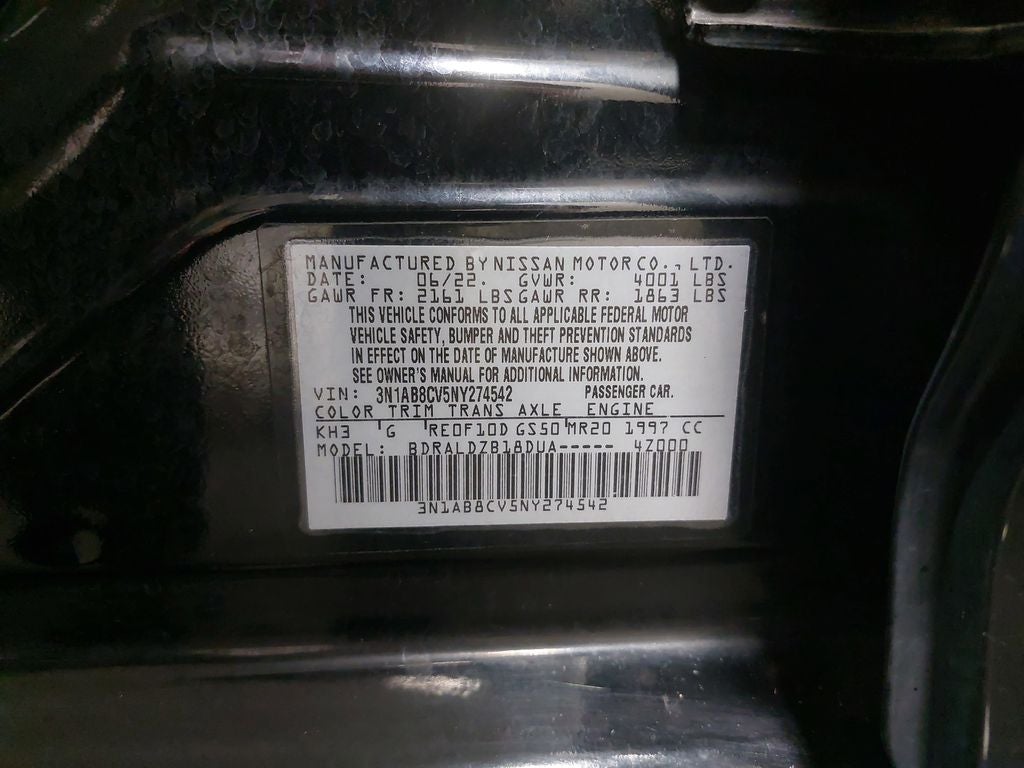 MANUFACTURED BY NISSAN MOTOR CO., LTD.
DATE: 06/22. GVWR: 4001 LBS
GAWR FR: 2161 LBS GAWR RR: 1863 LBS
THIS VEHICLE CONFORMS TO ALL APPLICABLE FEDERAL MOTOR
VEHICLE SAFETY, BUMPER AND THEFT PREVENTION STANDARDS
IN EFFECT ON THE DATE OF MANUFACTURE SHOWN ABOVE.
SEE OWNER'S MANUAL FOR ADDITIONAL INFORMATION.
VIN: 3N1AB8CV5NY274542 PASSENGER CAR.
COLOR TRIM TRANS AXLE ENGINE
KH3 G RE0F10D GS50 MR20 1997 CC
MODEL: BDRALDZB18DUA----- 4Z000
3N1AB8CV5NY274542